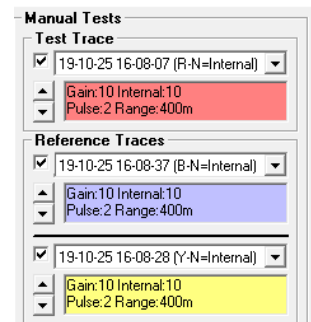 Manual Tests
Test Trace
19-10-25 16-08-07 (R-N=Internal)
Gain:10 Internal:10
Pulse:2 Range:400m
Reference Traces
19-10-25 16-08-37 (B-N=Internal)
Gain:10 Internal:10
Pulse:2 Range:400m
19-10-25 16-08-28 (Y-N=Internal)
Gain:10 Internal:10
Pulse:2 Range:400m